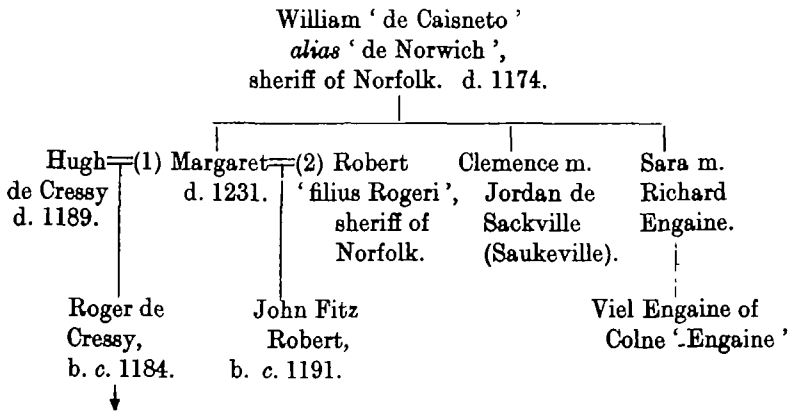 William ‘ de Caisneto ’
alias ‘ de Norwich ’,
sheriff of Norfolk. d. 1174.
Hugh
de Cressy
d. 1189.
(1) Margaret
d. 1231.
(2) Robert
‘ filius Rogeri ’,
sheriff of
Norfolk.
Clemence m.
Jordan de
Sackville
(Saukeville).
Sara m.
Richard
Engaine.
Roger de
Cressy,
b. c. 1184.
John Fitz
Robert,
b. c. 1191.
Viel Engaine of
Colne ‘-Engaine ’